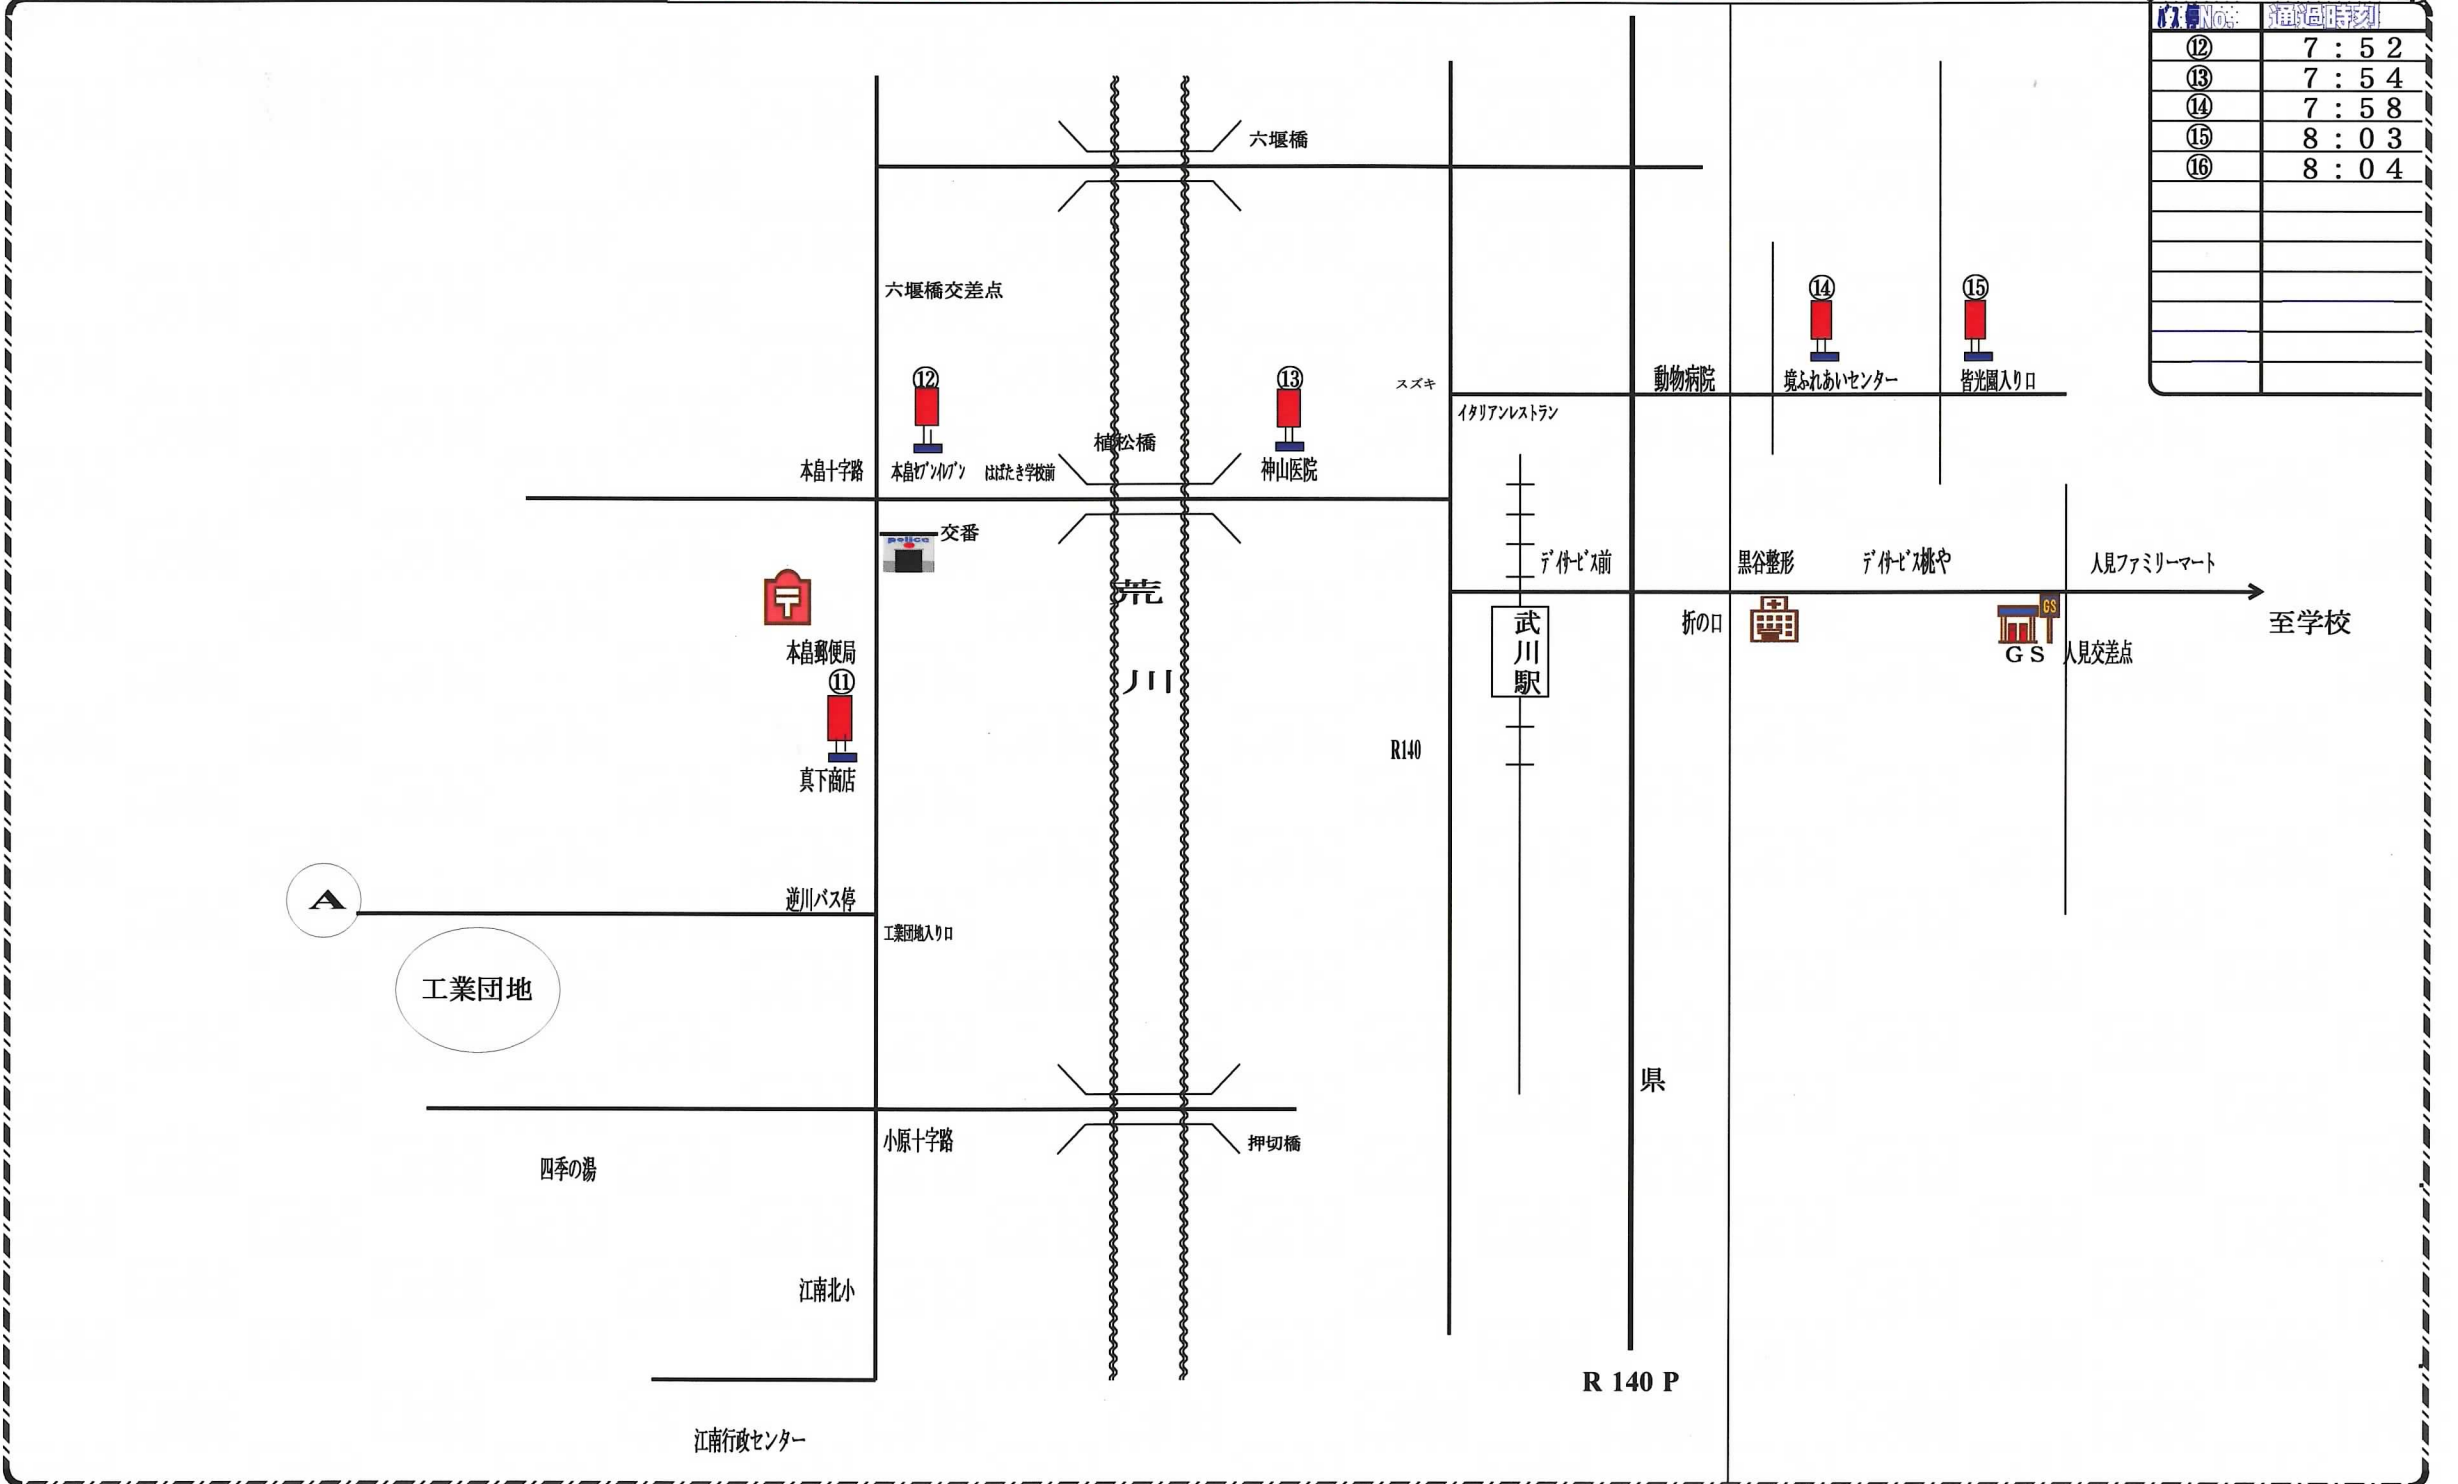 バス停No. 通過時刻
⑫ 7:52
⑬ 7:54
⑭ 7:58
⑮ 8:03
⑯ 8:04
六堰橋
六堰橋交差点
⑭
⑮
⑫
⑬
スズキ
動物病院
境ふれあいセンター
皆光園入り口
イタリアンレストラン
植松橋
本畠十字路
本畠ｾﾌﾞﾝｲﾚﾌﾞﾝ
はばたき学校前
神山医院
police
交番
荒川
ﾃﾞｲｻｰﾋﾞｽ前
黒谷整形
ﾃﾞｲｻｰﾋﾞｽ桃や
人見ファミリーマート
武川駅
折の口
GS
至学校
本畠郵便局
GS
人見交差点
⑪
真下商店
R140
A
逆川バス停
工業団地入り口
工業団地
県
小原十字路
押切橋
四季の湯
江南北小
R 140 P
江南行政センター